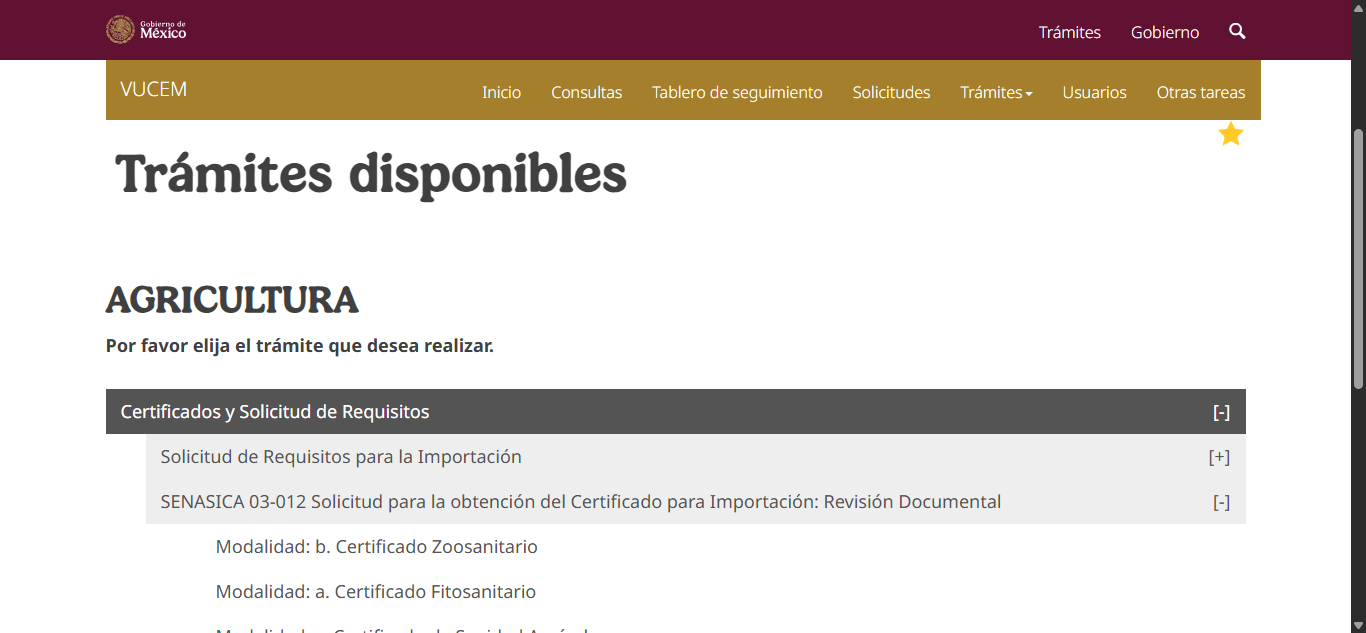 Gobierno de
México
Trámites
Gobierno
VUCEM
Inicio
Consultas
Tablero de seguimiento
Solicitudes
Trámites
Usuarios
Otras tareas
Trámites disponibles
AGRICULTURA
Por favor elija el trámite que desea realizar.
Certificados y Solicitud de Requisitos [-]
Solicitud de Requisitos para la Importación [+]
SENASICA 03-012 Solicitud para la obtención del Certificado para Importación: Revisión Documental [-]
Modalidad: b. Certificado Zoosanitario
Modalidad: a. Certificado Fitosanitario